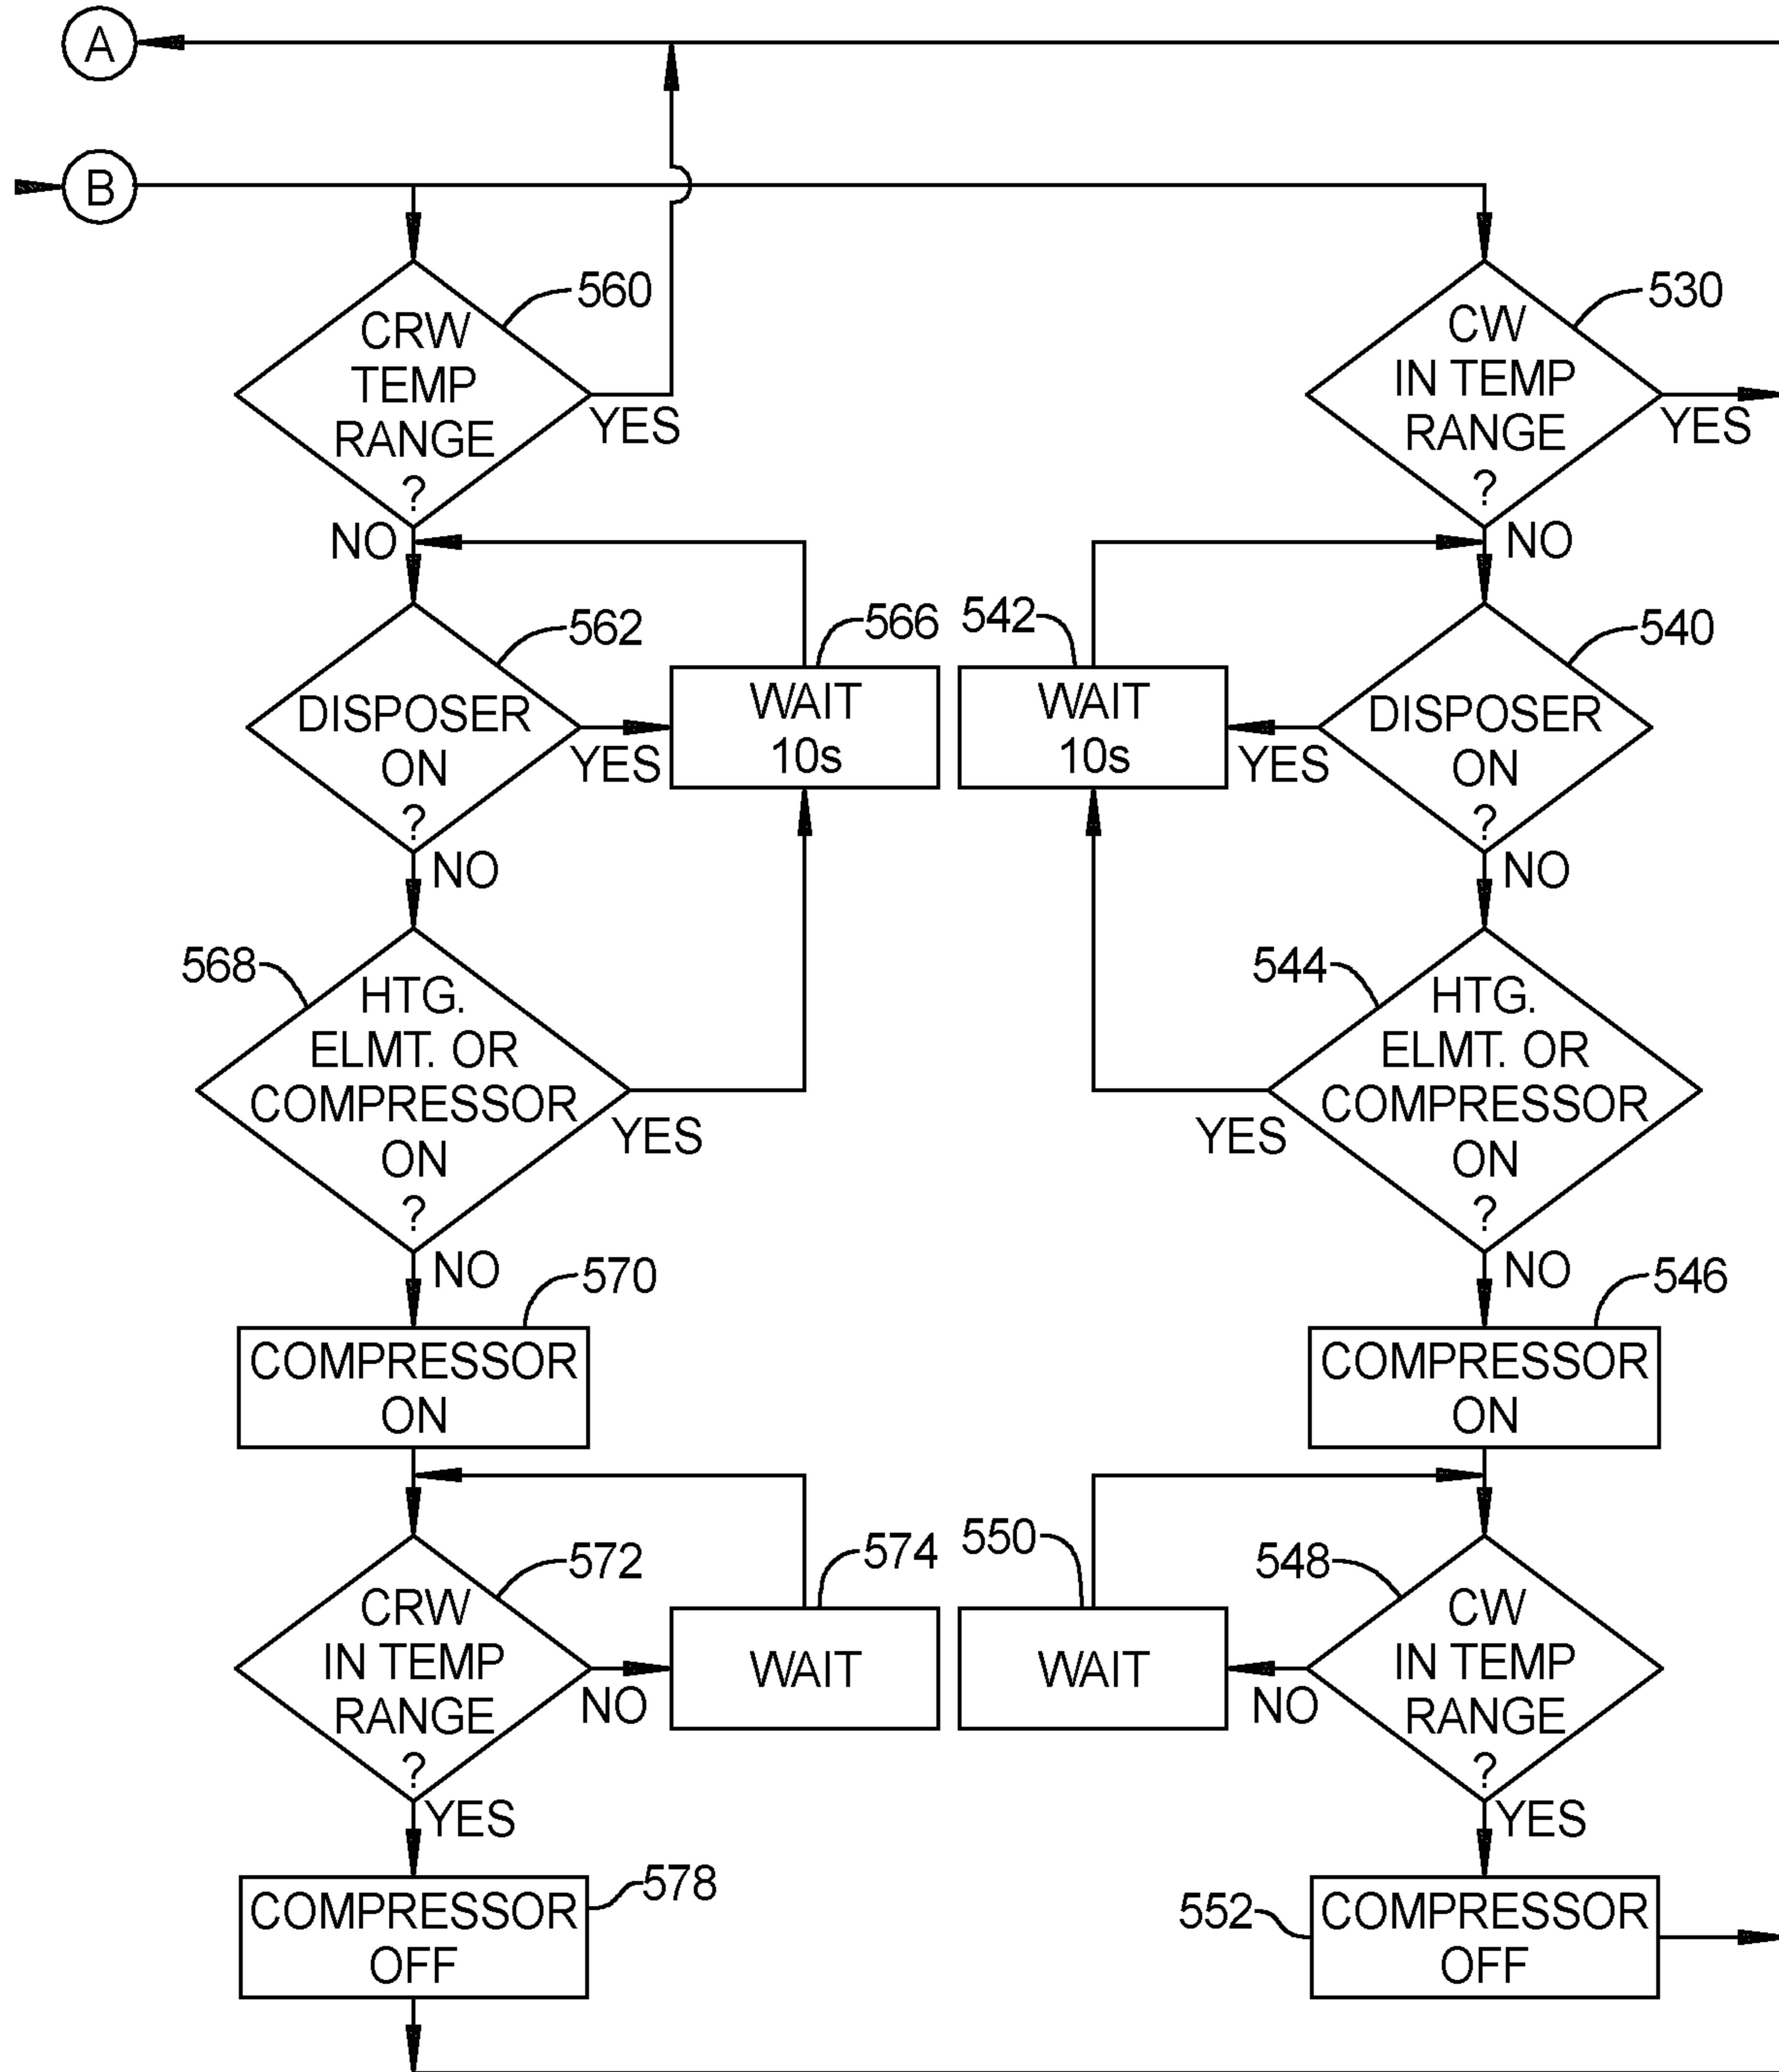 A
B
560
CRW
TEMP
RANGE
?
YES
NO
530
CW
IN TEMP
RANGE
?
YES
NO
562
DISPOSER
ON
?
YES
NO
566
WAIT
10s
542
WAIT
10s
540
DISPOSER
ON
?
YES
NO
568
HTG.
ELMT. OR
COMPRESSOR
ON
?
YES
NO
544
HTG.
ELMT. OR
COMPRESSOR
ON
?
YES
NO
570
COMPRESSOR
ON
546
COMPRESSOR
ON
572
CRW
IN TEMP
RANGE
?
NO
YES
574
WAIT
550
WAIT
548
CW
IN TEMP
RANGE
?
NO
YES
578
COMPRESSOR
OFF
552
COMPRESSOR
OFF